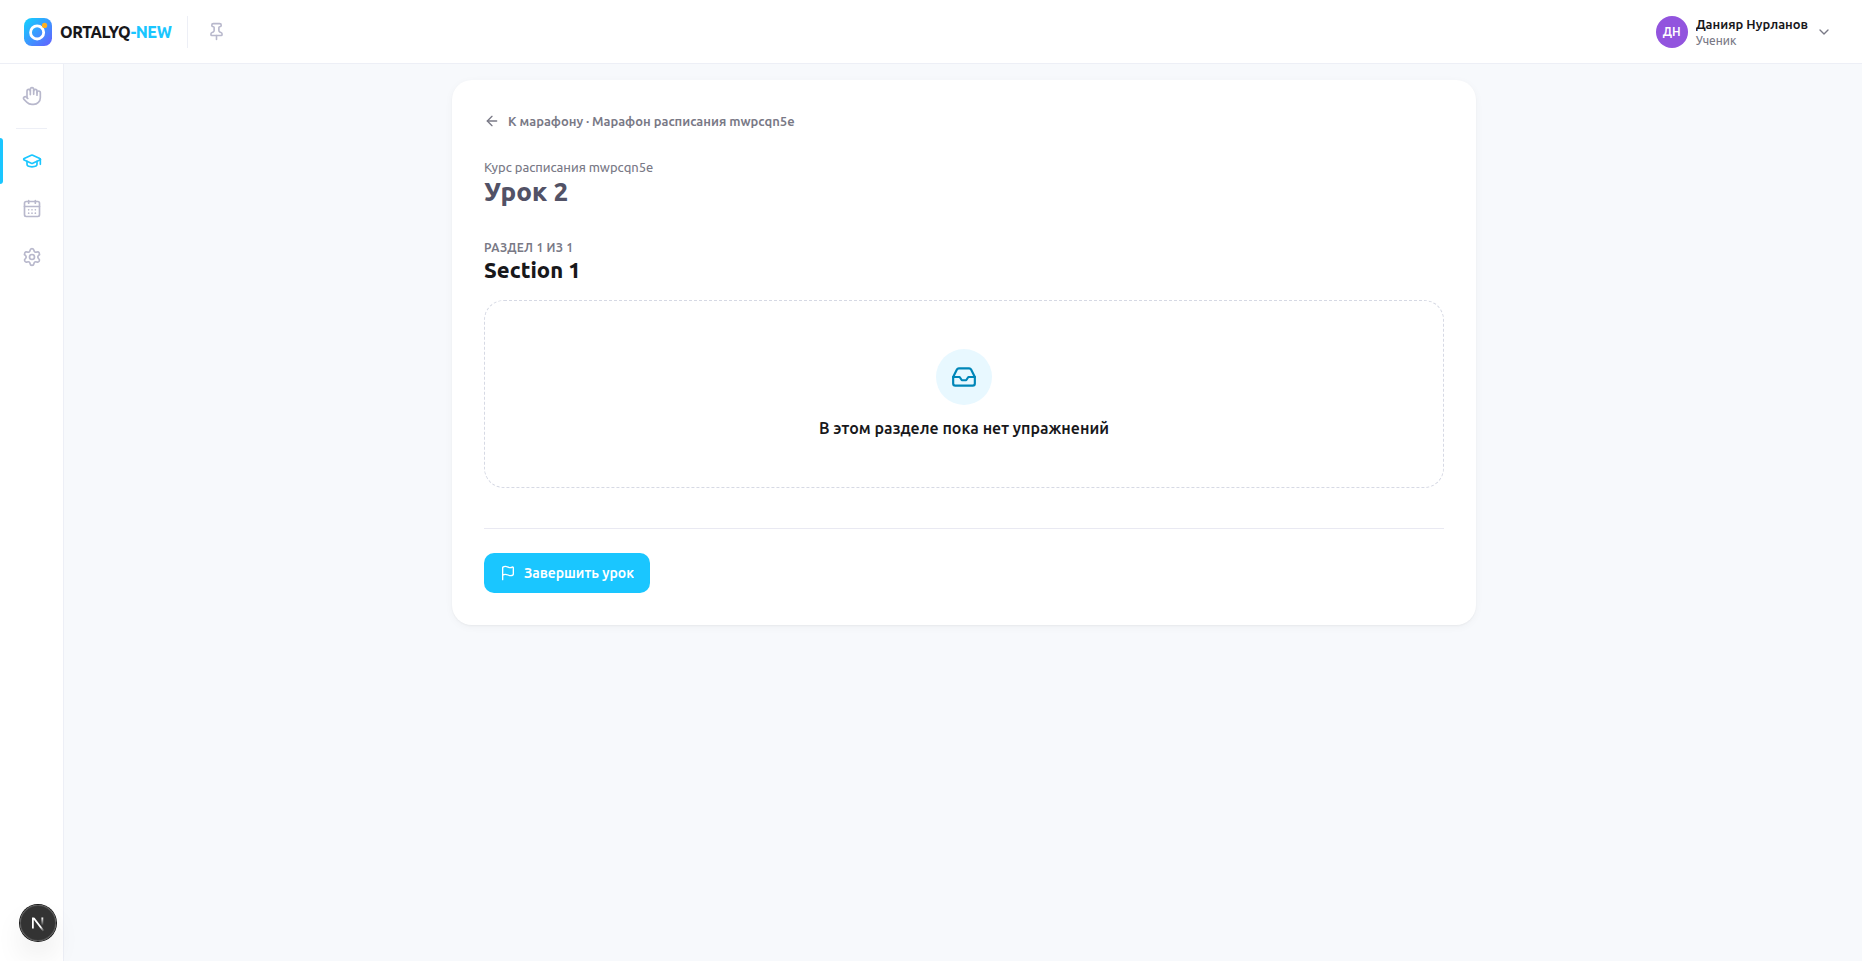 ORTALYQ-NEW
ДН
Данияр Нурланов
Ученик
К марафону · Марафон расписания mwpcqn5e
Курс расписания mwpcqn5e
Урок 2
РАЗДЕЛ 1 ИЗ 1
Section 1
В этом разделе пока нет упражнений
Завершить урок
N